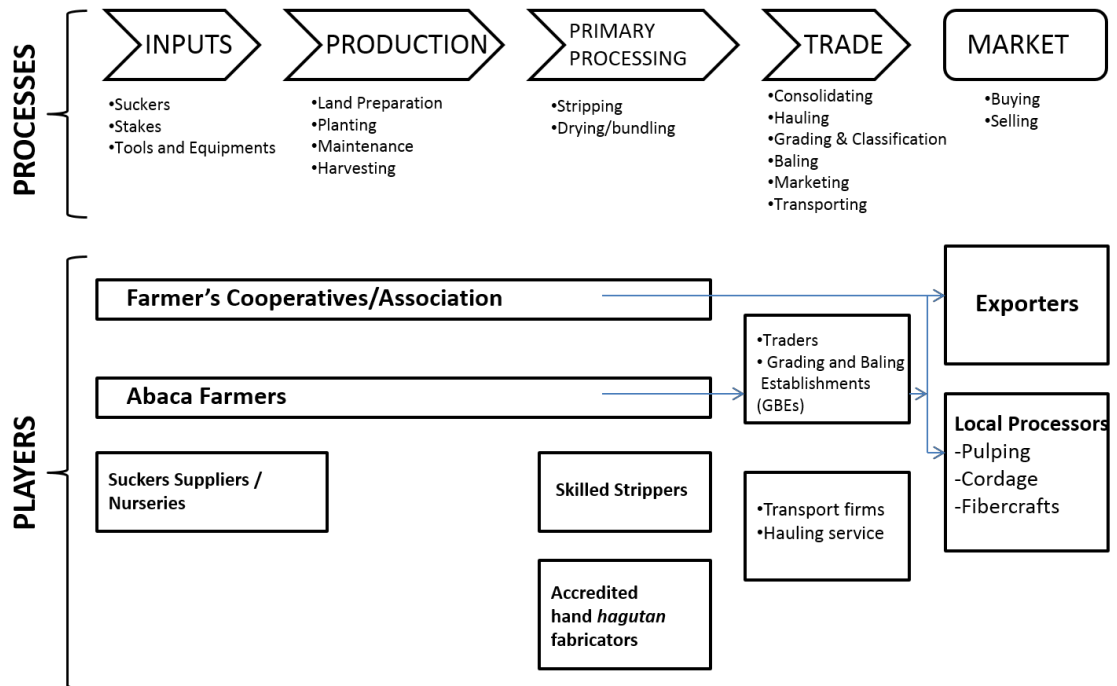 PROCESSES
INPUTS
•Suckers
•Stakes
•Tools and Equipments
PRODUCTION
•Land Preparation
•Planting
•Maintenance
•Harvesting
PRIMARY
PROCESSING
•Stripping
•Drying/bundling
TRADE
•Consolidating
•Hauling
•Grading & Classification
•Baling
•Marketing
•Transporting
MARKET
•Buying
•Selling
PLAYERS
Farmer's Cooperatives/Association
Abaca Farmers
Suckers Suppliers /
Nurseries
Skilled Strippers
Accredited
hand hagutan
fabricators
•Traders
• Grading and Baling
Establishments
(GBEs)
•Transport firms
•Hauling service
Exporters
Local Processors
-Pulping
-Cordage
-Fibercrafts